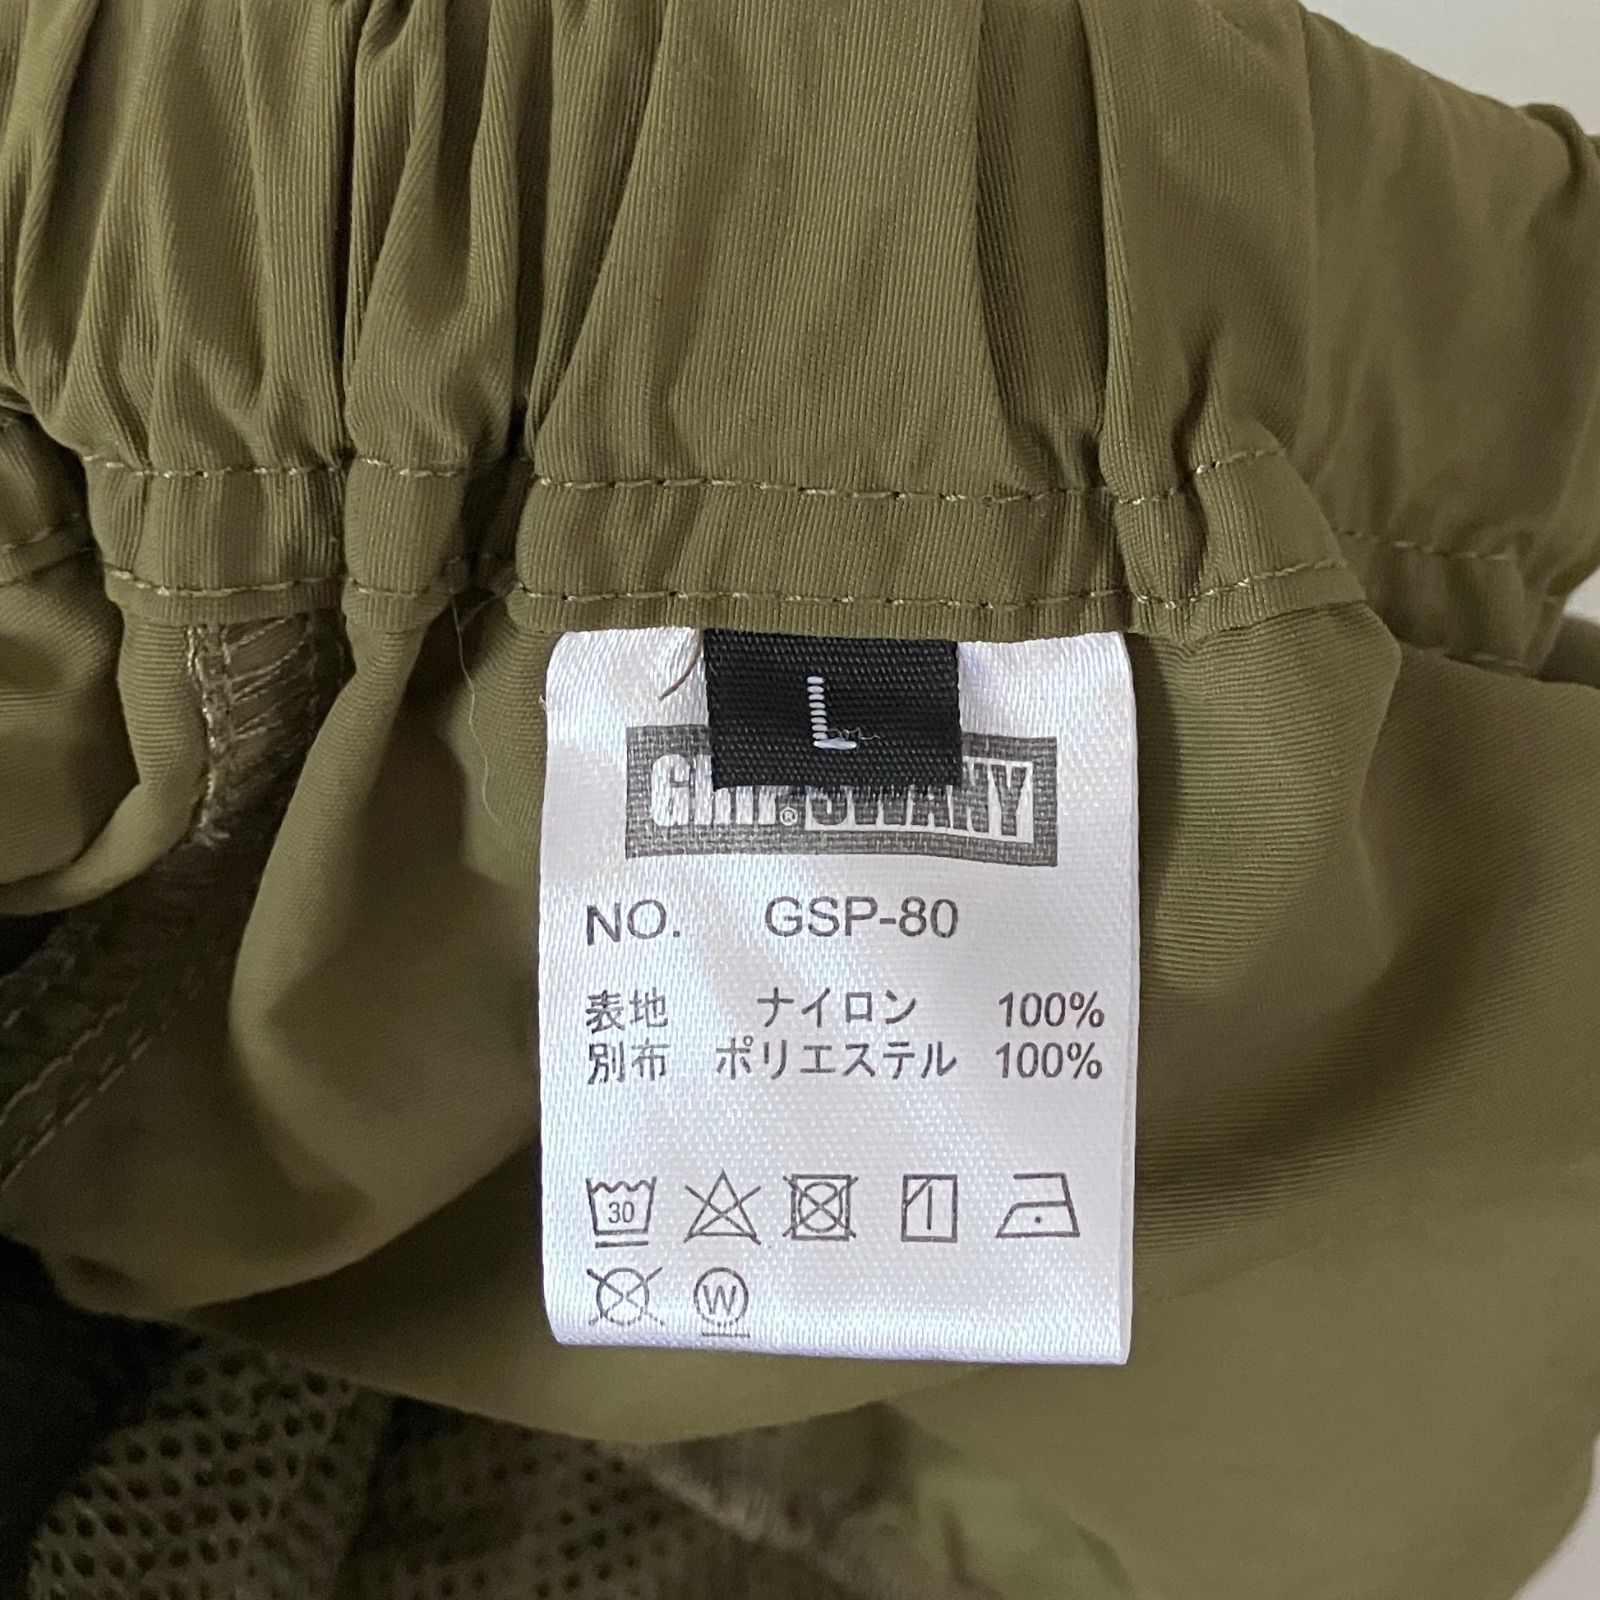 L
SWANY
NO. GSP-80
表地 ナイロン 100%
別布 ポリエステル 100%
30
W